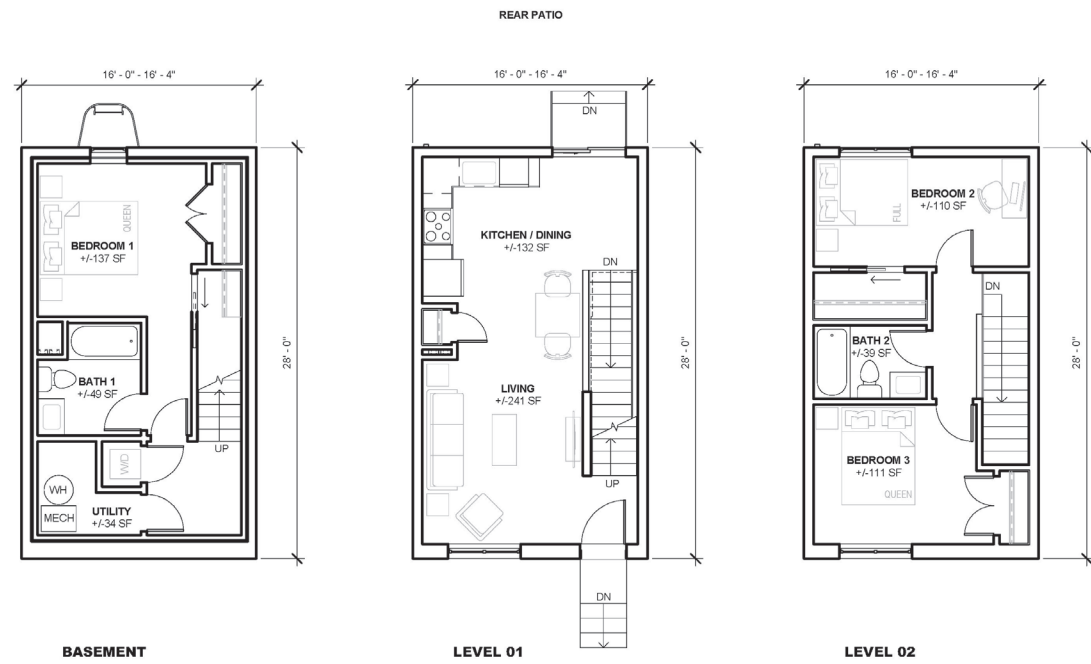 REAR PATIO
16' - 0" - 16' - 4"
QUEEN
BEDROOM 1
+/-137 SF
BATH 1
+/-49 SF
UP
W/D
WH
MECH
UTILITY
+/-34 SF
28' - 0"
BASEMENT
16' - 0" - 16' - 4"
DN
KITCHEN / DINING
+/-132 SF
DN
LIVING
+/-241 SF
UP
DN
28' - 0"
LEVEL 01
16' - 0" - 16' - 4"
FULL
BEDROOM 2
+/-110 SF
DN
BATH 2
+/-39 SF
BEDROOM 3
+/-111 SF
QUEEN
28' - 0"
LEVEL 02